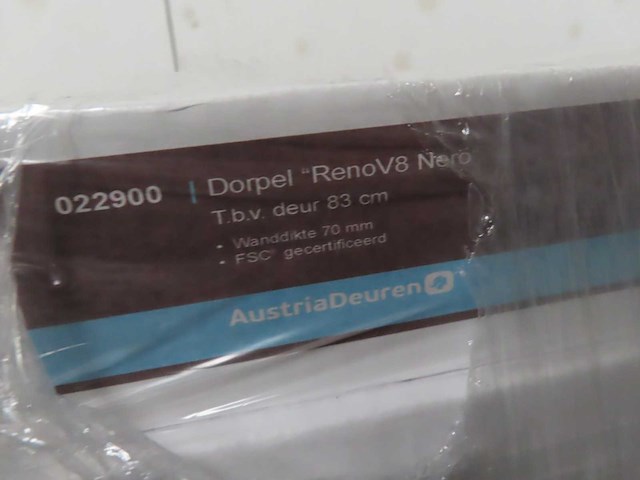 022900 | Dorpel "RenoV8 Nero
T.b.v. deur 83 cm
• Wanddikte 70 mm
• FSC® gecertificeerd
AustriaDeuren